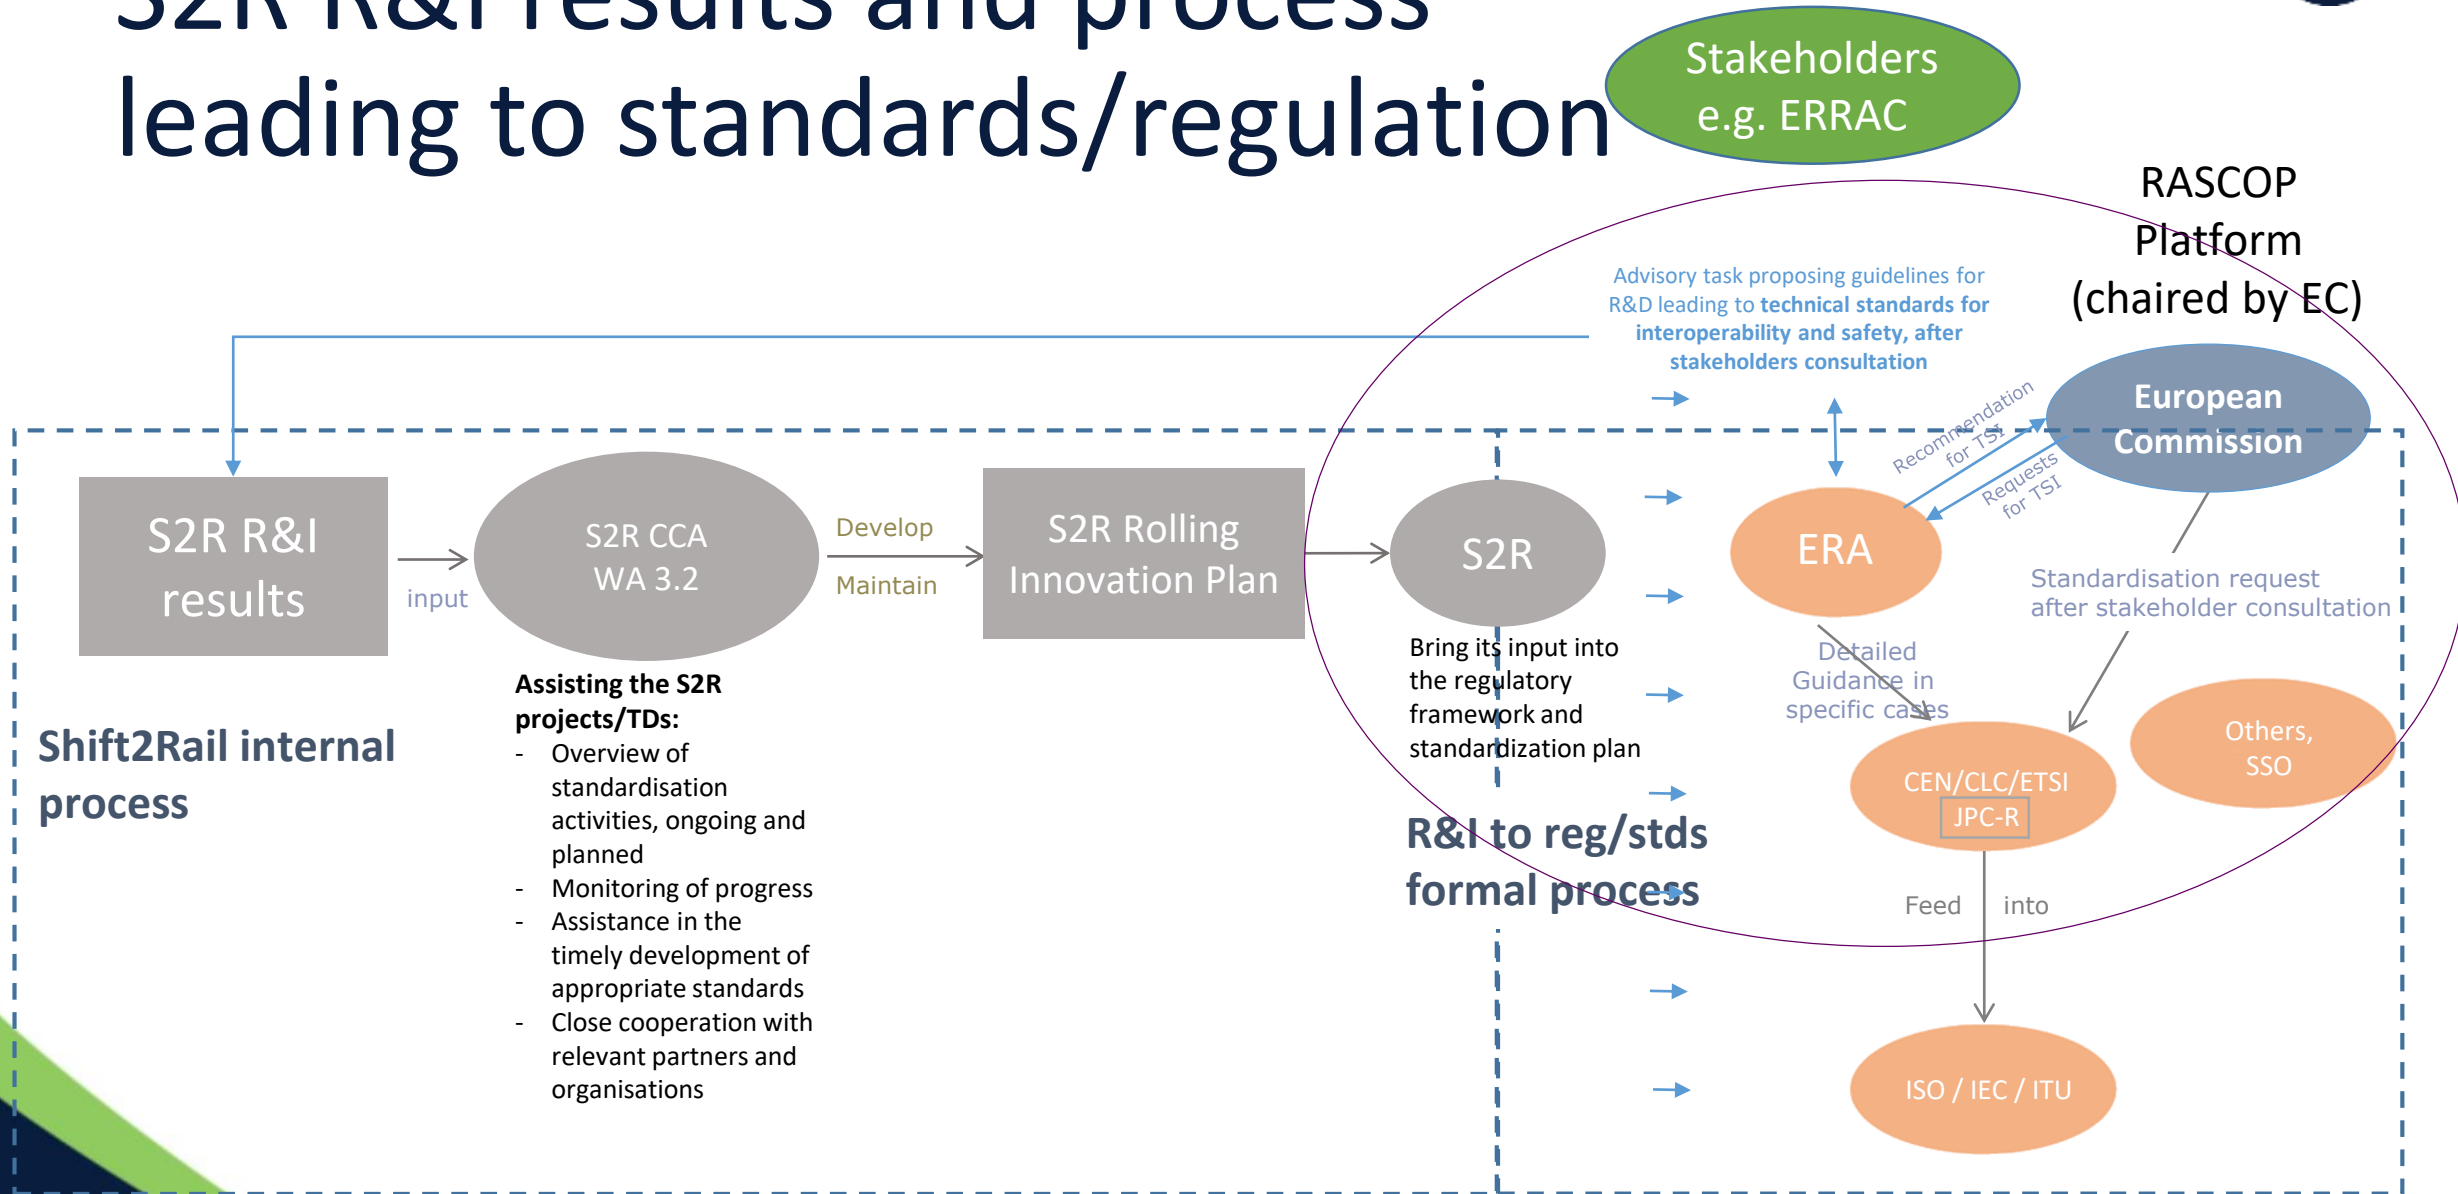 S2R R&I results and process
leading to standards/regulation
Stakeholders
e.g. ERRAC
RASCOP
Platform
(chaired by EC)
Advisory task proposing guidelines for
R&D leading to technical standards for
interoperability and safety, after
stakeholders consultation
European
Commission
Recommendation
for TSI
Requests
for TSI
S2R R&I
results
input
S2R CCA
WA 3.2
Develop
Maintain
S2R Rolling
Innovation Plan
S2R
ERA
Standardisation request
after stakeholder consultation
Bring its input into
the regulatory
framework and
standardization plan
Detailed
Guidance in
specific cases
Assisting the S2R
projects/TDs:
- Overview of
standardisation
activities, ongoing and
planned
- Monitoring of progress
- Assistance in the
timely development of
appropriate standards
- Close cooperation with
relevant partners and
organisations
Shift2Rail internal
process
Others,
SSO
CEN/CLC/ETSI
JPC-R
R&I to reg/stds
formal process
Feed into
ISO / IEC / ITU